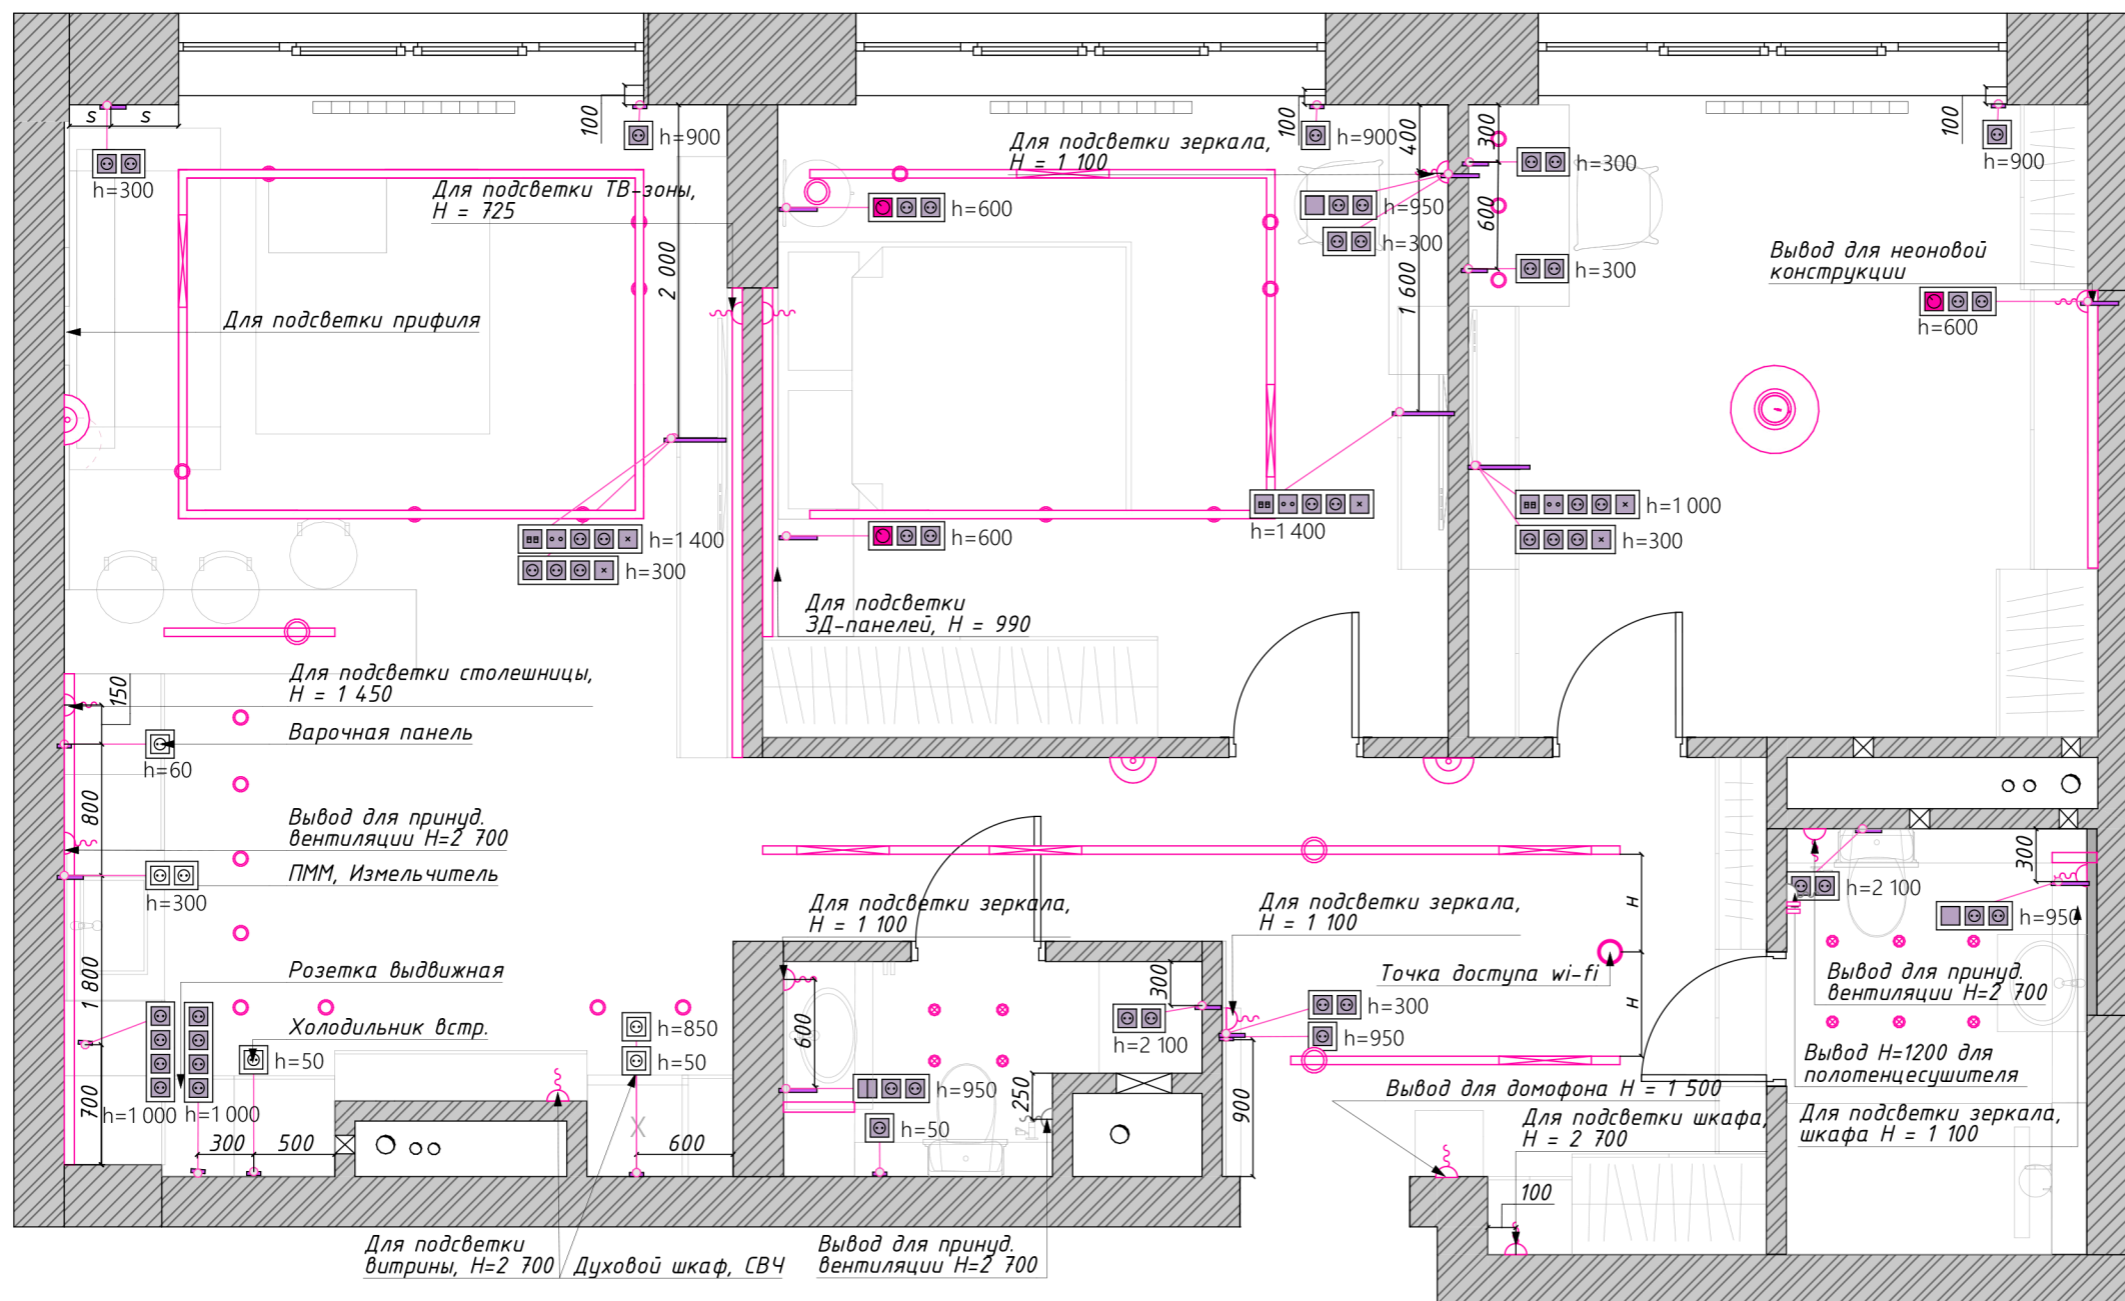 s
s
h=300
100
h=900
Для подсветки ТВ-зоны,
H = 725
2 000
Для подсветки прифиля
h=1 400
h=300
Для подсветки зеркала,
H = 1 100
100
h=900
400
h=600
h=950
h=300
1 600
h=600
h=1 400
Для подсветки
3Д-панелей, H = 990
300
h=300
600
h=300
100
h=900
Вывод для неоновой
конструкции
h=600
h=1 000
h=300
Для подсветки столешницы,
H = 1 450
150
Варочная панель
h=60
800
Вывод для принуд.
вентиляции H=2 700
ПММ, Измельчитель
h=300
1 800
Розетка выдвижная
Холодильник встр.
h=50
h=1 000
h=1 000
700
300
500
h=850
h=50
X
600
Для подсветки зеркала,
H = 1 100
600
h=950
h=50
300
h=2 100
250
Для подсветки зеркала,
H = 1 100
h=300
h=950
900
Точка доступа wi-fi
H
H
Вывод для домофона H = 1 500
Для подсветки шкафа,
H = 2 700
100
h=2 100
300
h=950
Вывод для принуд.
вентиляции H=2 700
Вывод H=1200 для
полотенцесушителя
Для подсветки зеркала,
шкафа H = 1 100
Для подсветки
витрины, H=2 700
Духовой шкаф, СВЧ
Вывод для принуд.
вентиляции H=2 700